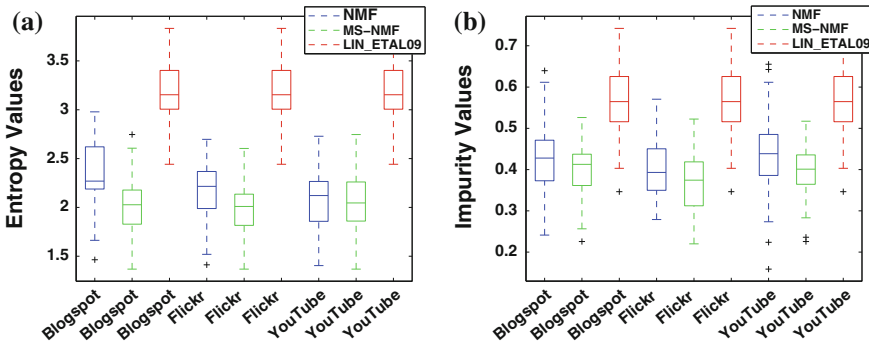 (a)
NMF
MS-NMF
LIN_ETAL09
Entropy Values
3.5
3
2.5
2
1.5
Blogspot
Blogspot
Blogspot
Flickr
Flickr
Flickr
YouTube
YouTube
YouTube
(b)
NMF
MS-NMF
LIN_ETAL09
Impurity Values
0.7
0.6
0.5
0.4
0.3
0.2
Blogspot
Blogspot
Blogspot
Flickr
Flickr
Flickr
YouTube
YouTube
YouTube